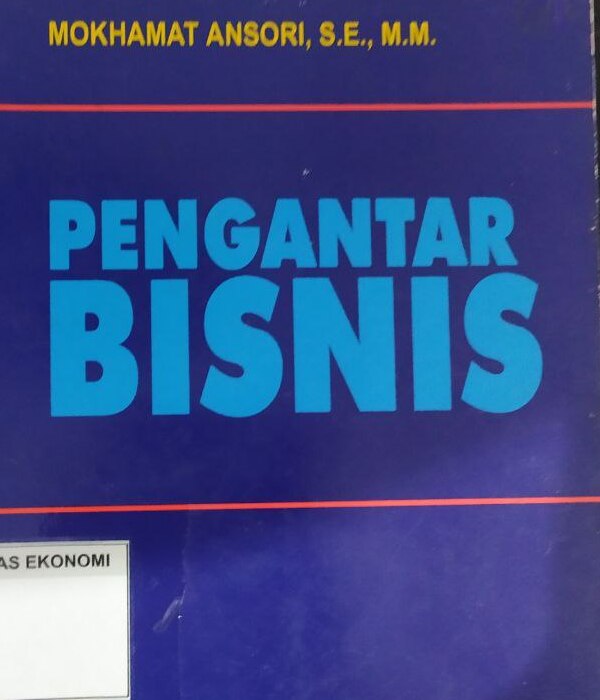 MOKHAMAT ANSORI, S.E., M.M.
PENGANTAR
BISNIS
AS EKONOMI